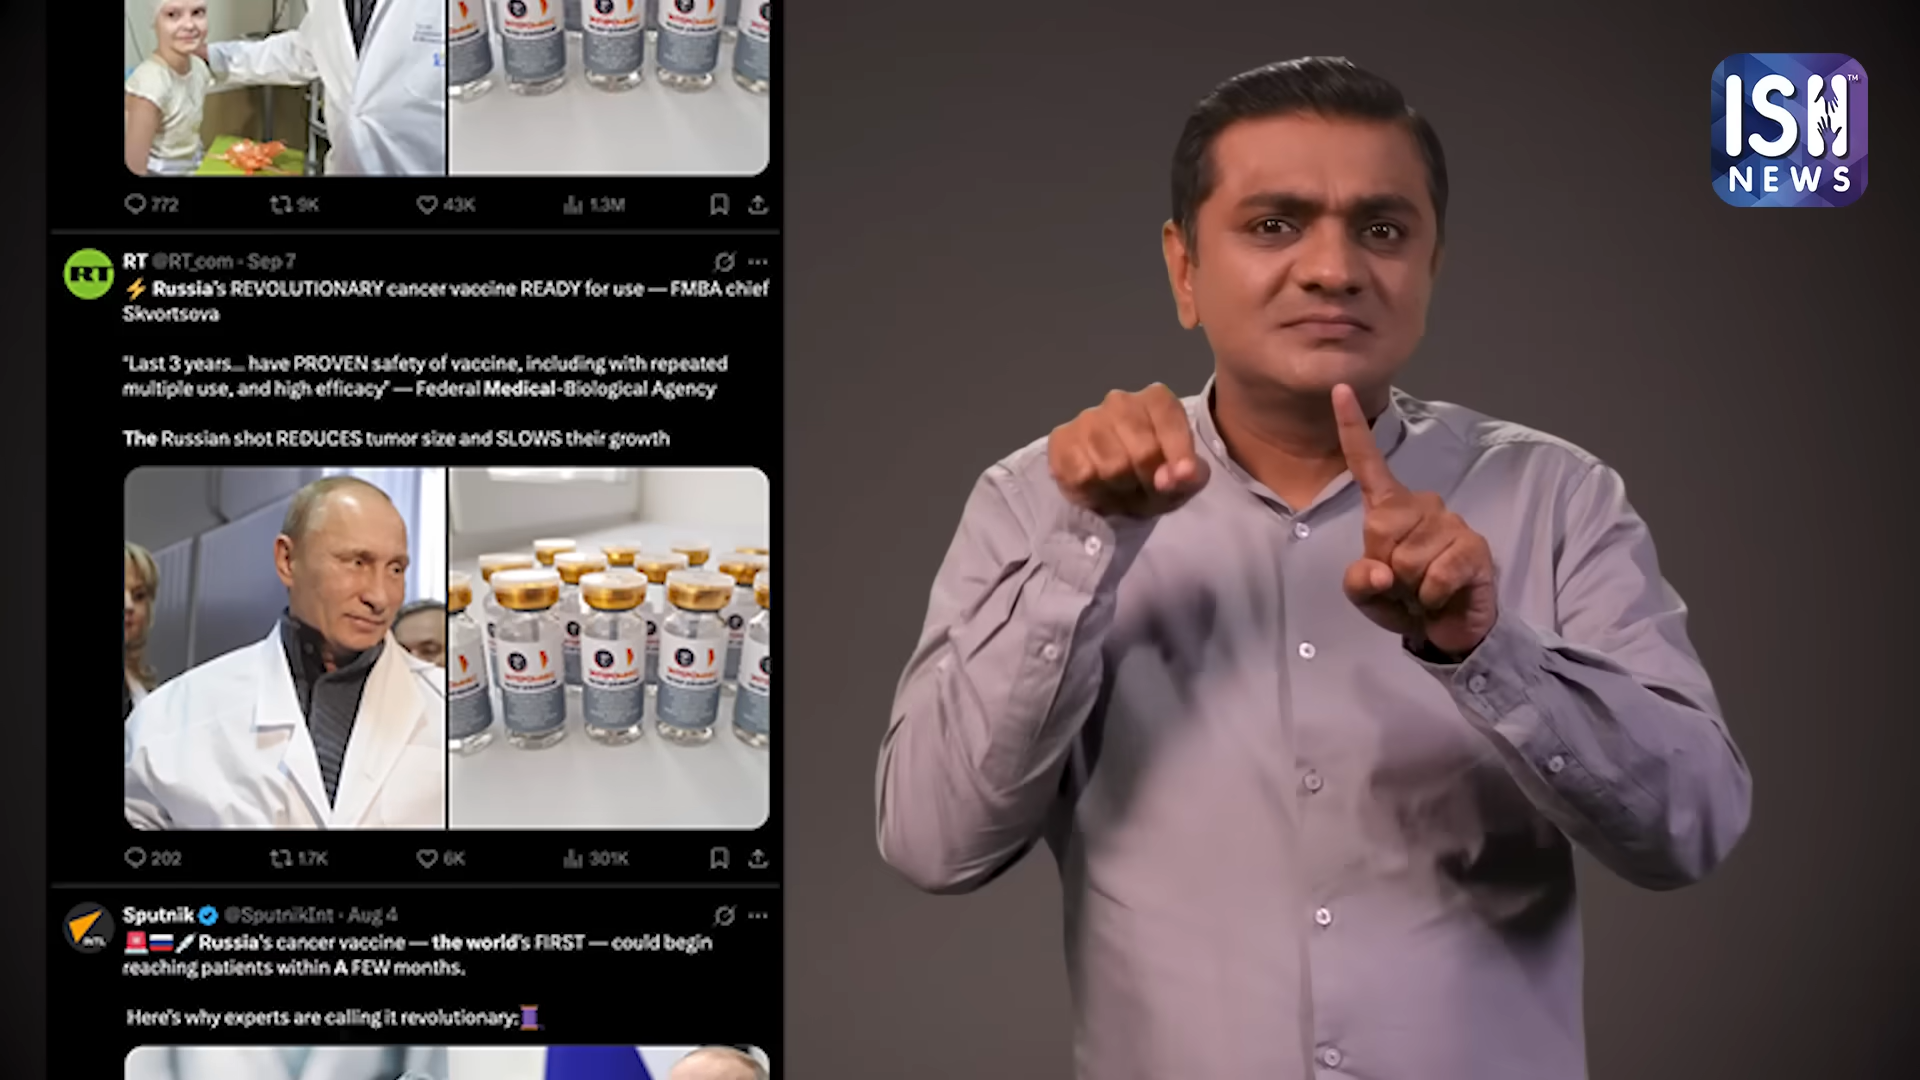 772 9K 43K 1.3M
RT @RT_com · Sep 7
⚡ Russia's REVOLUTIONARY cancer vaccine READY for use — FMBA chief
Skvortsova
"Last 3 years... have PROVEN safety of vaccine, including with repeated
multiple use, and high efficacy" — Federal Medical-Biological Agency
The Russian shot REDUCES tumor size and SLOWS their growth
202 1.7K 6K 301K
Sputnik @SputnikInt · Aug 4
🚨🇷🇺💉 Russia's cancer vaccine — the world's FIRST — could begin
reaching patients within A FEW months.
Here's why experts are calling it revolutionary:🧵
RT
INTL
ISH™
NEWS